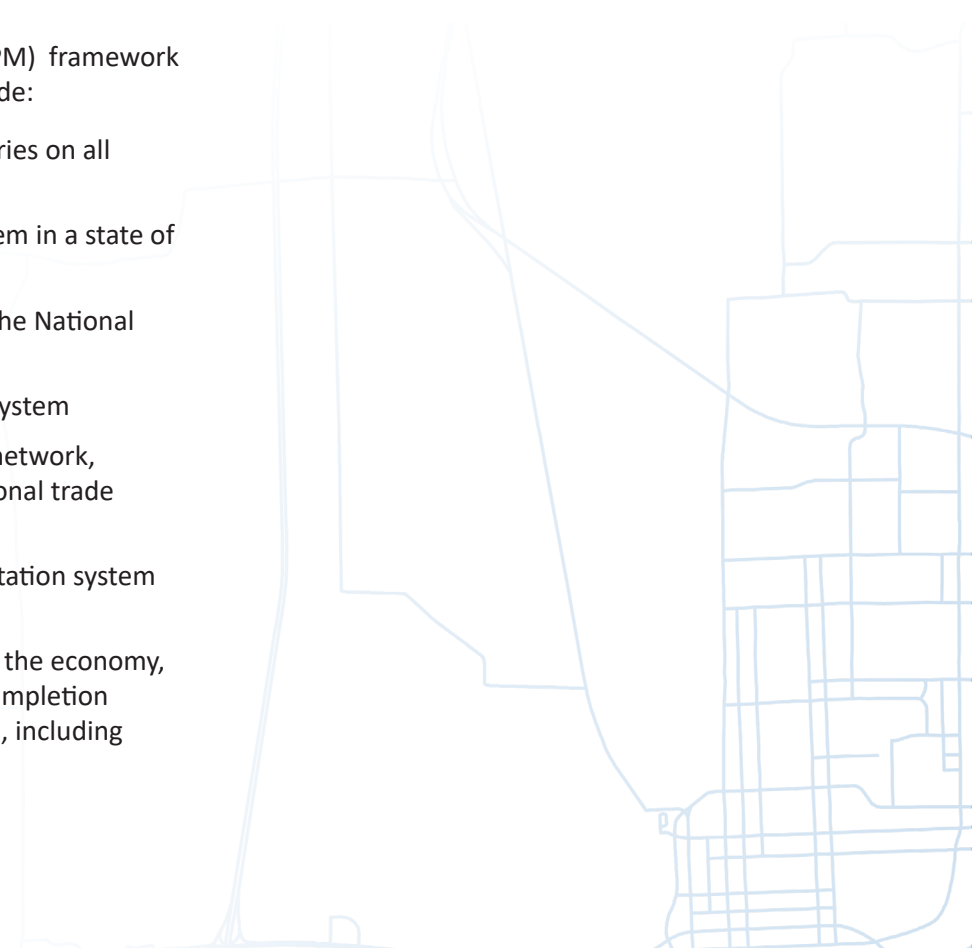 PM) framework
de:
ries on all
em in a state of
he National
ystem
network,
onal trade
tation system
the economy,
mpletion
, including